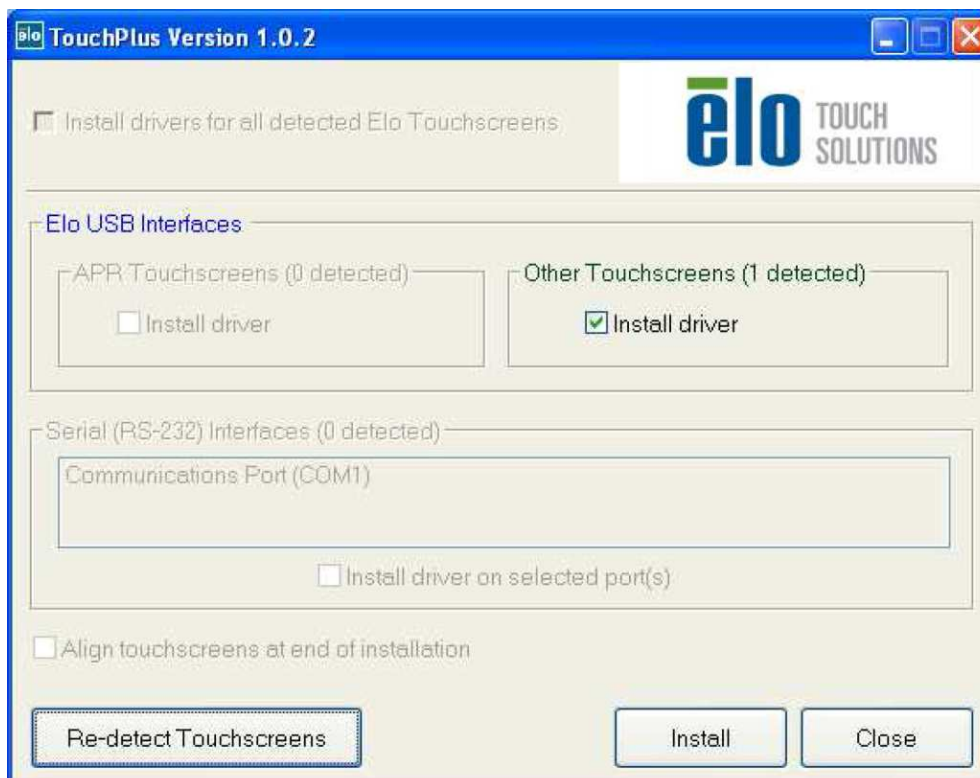 elo TouchPlus Version 1.0.2
Install drivers for all detected Elo Touchscreens
elo TOUCH
SOLUTIONS
Elo USB Interfaces
APR Touchscreens (0 detected)
Install driver
Other Touchscreens (1 detected)
Install driver
Serial (RS-232) Interfaces (0 detected)
Communications Port (COM1)
Install driver on selected port(s)
Align touchscreens at end of installation
Re-detect Touchscreens
Install
Close